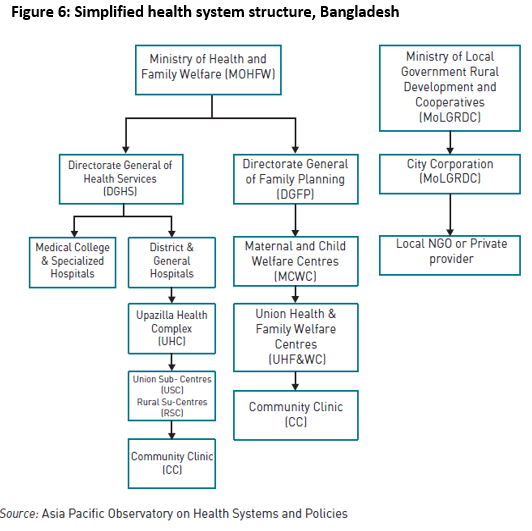 Figure 6: Simplified health system structure, Bangladesh
Ministry of Health and
Family Welfare (MOHFW)
Ministry of Local
Government Rural
Development and
Cooperatives
(MoLGRDC)
Directorate General of
Health Services
(DGHS)
Directorate General
of Family Planning
(DGFP)
City Corporation
(MoLGRDC)
Medical College
& Specialized
Hospitals
District &
General
Hospitals
Maternal and Child
Welfare Centres
(MCWC)
Local NGO or Private
provider
Upazilla Health
Complex
(UHC)
Union Health &
Family Welfare
Centres
(UHF&WC)
Union Sub- Centres
(USC)
Rural Su-Centres
(RSC)
Community Clinic
(CC)
Community Clinic
(CC)
Source: Asia Pacific Observatory on Health Systems and Policies